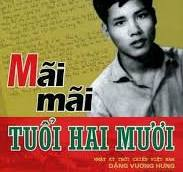 Mãi
mãi
TUỔI HAI MƯƠI
NHẬT KÝ THỜI CHIẾN VIỆT NAM
ĐẶNG VƯƠNG HƯNG